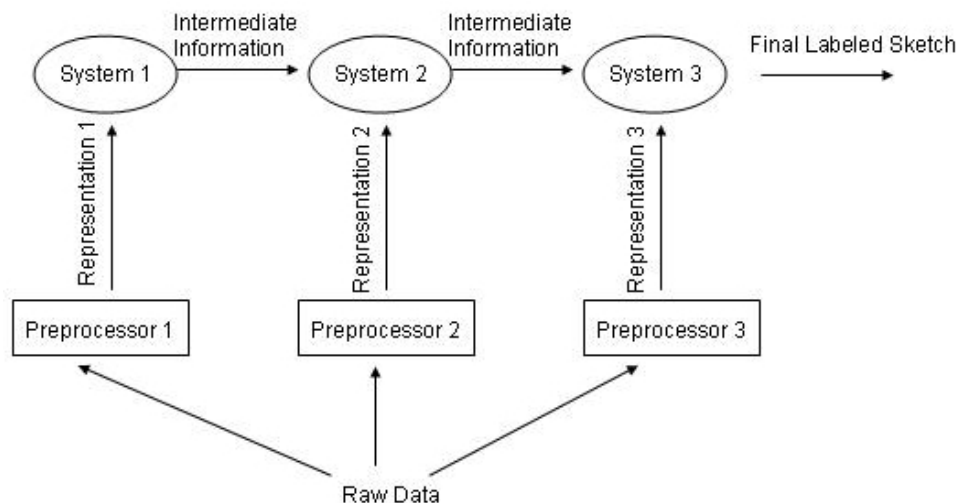 Intermediate
Information
Intermediate
Information
Final Labeled Sketch
System 1
System 2
System 3
Representation 1
Representation 2
Representation 3
Preprocessor 1
Preprocessor 2
Preprocessor 3
Raw Data